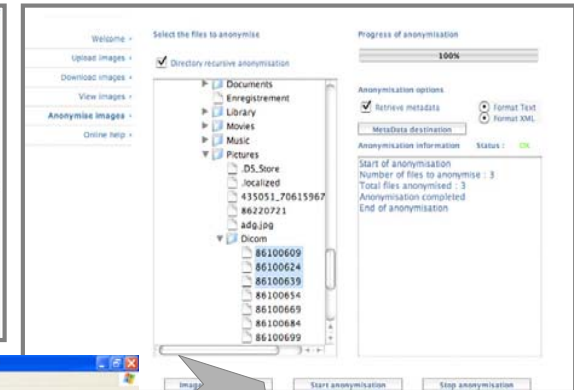 Welcome
Upload images
Download images
View images
Anonymise images
Online help
Select the files to anonymise
Directory recursive anonymisation
Documents
Enregistrement
Library
Movies
Music
Pictures
.DS_Store
.localized
435051_70615967
86220721
adg.jpg
Dicom
86100609
86100624
86100639
86100654
86100669
86100684
86100699
Progress of anonymisation
100%
Anonymisation options
Retrieve metadata
Format Text
Format XML
MetaData destination
Anonymisation information Status : OK
Start of anonymisation
Number of files to anonymise : 3
Total files anonymised : 3
Anonymisation completed
End of anonymisation
Start anonymisation
Stop anonymisation